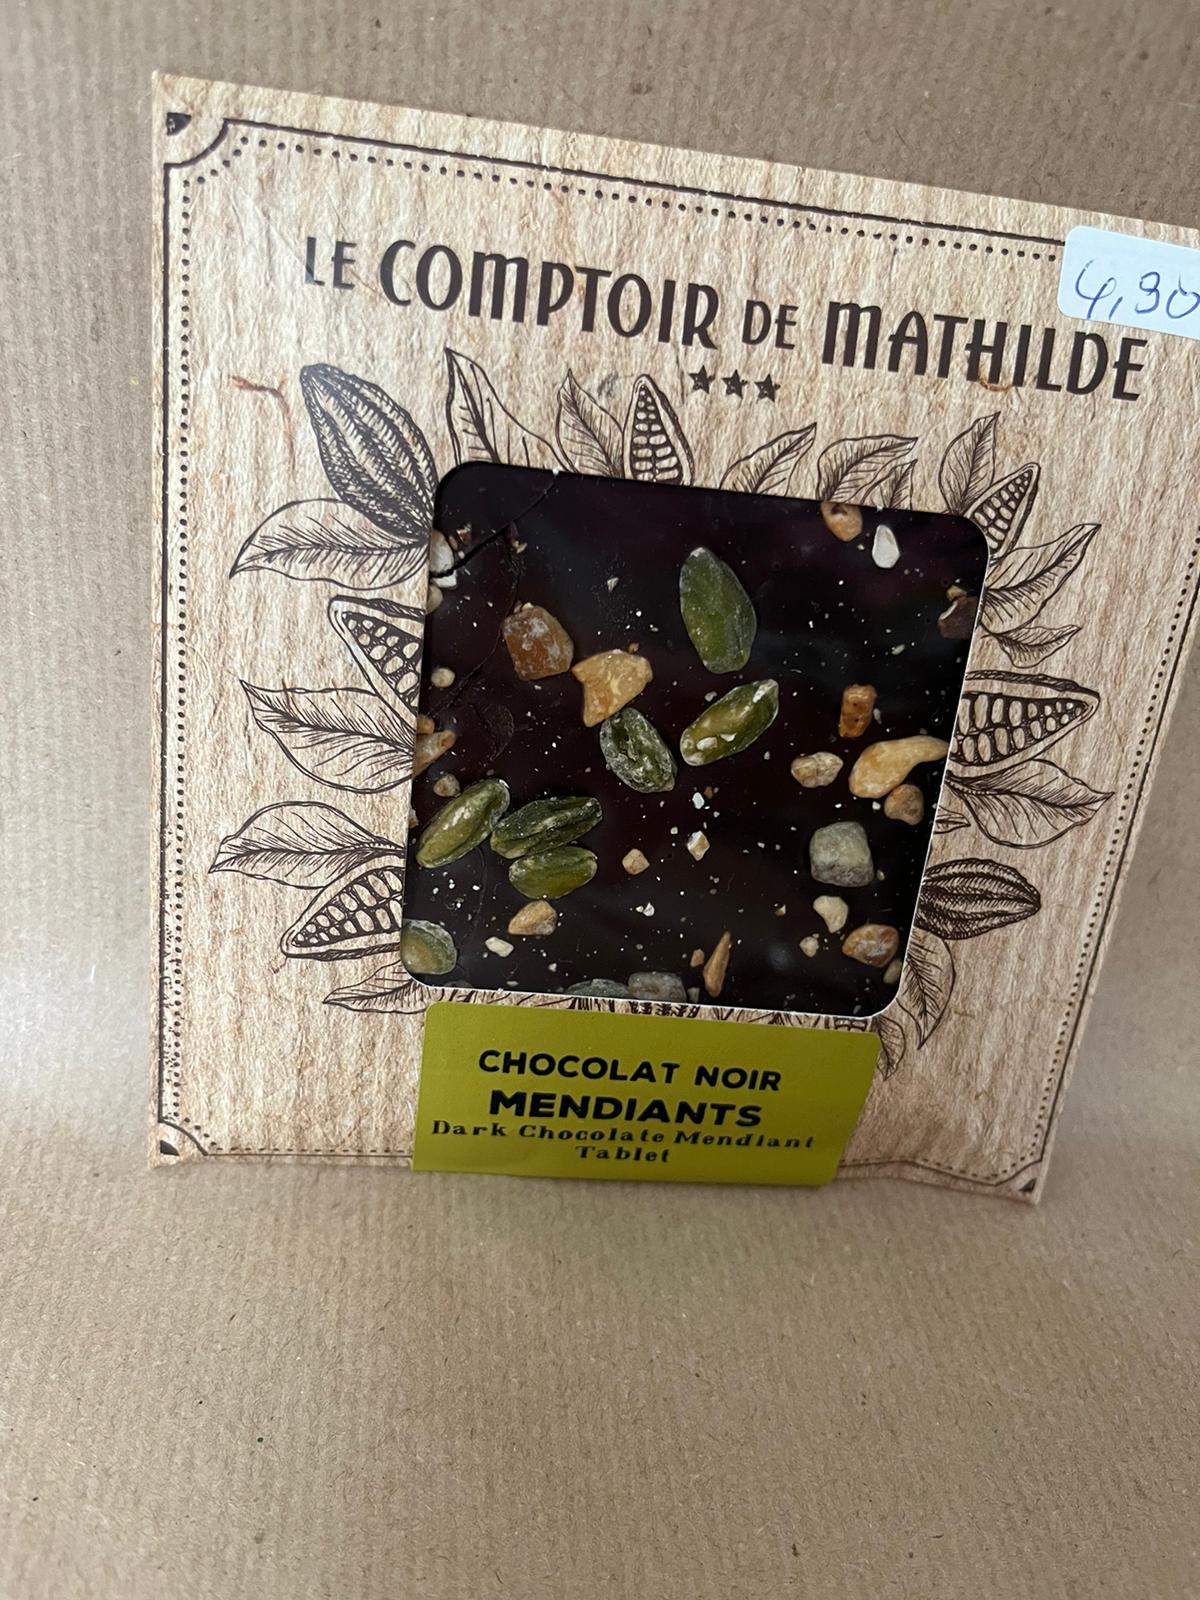 LE COMPTOIR DE MATHILDE
4,90
CHOCOLAT NOIR
MENDIANTS
Dark Chocolate Mendiant
Tablet